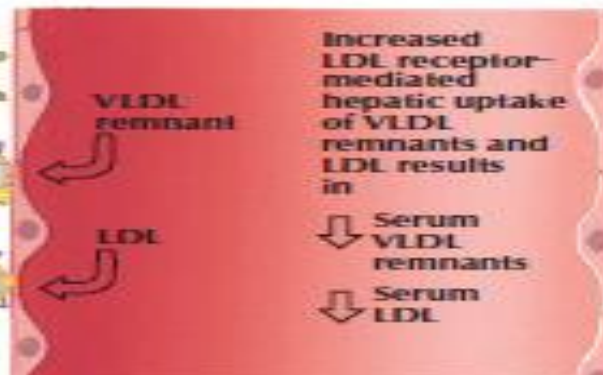 VLDL
remnant
LDL
Increased
LDL receptor-
mediated
hepatic uptake
of VLDL
remnants and
LDL results
in
Serum
VLDL
remnants
Serum
LDL